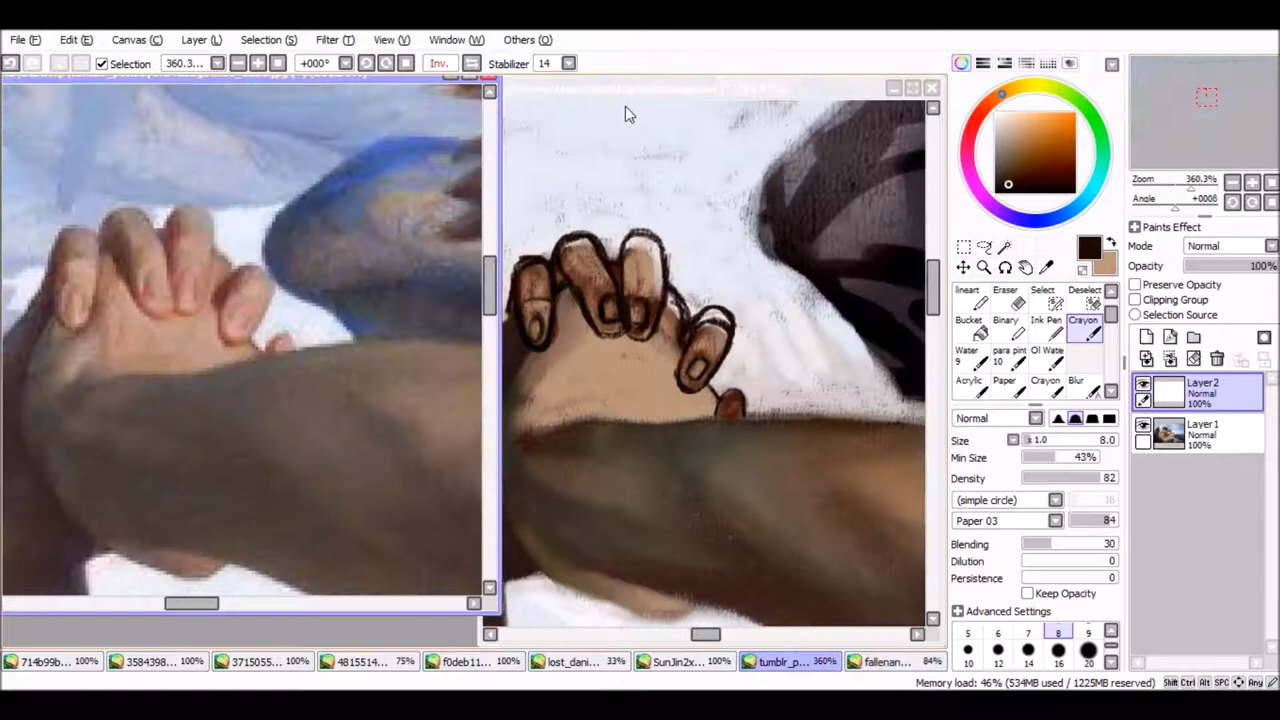 File (F) Edit (E) Canvas (C) Layer (L) Selection (S) Filter (T) View (V) Window (W) Others (O)
Selection 360.3... +000° Inv. Stabilizer 14
Zoom 360.3%
Angle +0008
Paints Effect
Mode Normal
Opacity 100%
Preserve Opacity
Clipping Group
Selection Source
lineart Eraser Select Deselect
Bucket Binary Ink Pen Crayon
Water 9 para pint 10 Ol Wate
Acrylic Paper Crayon Blur
Layer2
Normal
100%
Layer1
Normal
100%
Normal
Size x 1.0 8.0
Min Size 43%
Density 82
(simple circle) 16
Paper 03 84
Blending 30
Dilution 0
Persistence 0
Keep Opacity
Advanced Settings
5 6 7 8 9
10 12 14 16 20
714b99b... 100% 3584398... 100% 3715055... 100% 4815514... 75% f0deb11... 100% lost_dani... 33% SunJin2x... 100% tumblr_p... 360% fallenan... 84%
Memory load: 46% (534MB used / 1225MB reserved) Shift Ctrl Alt SPC Any